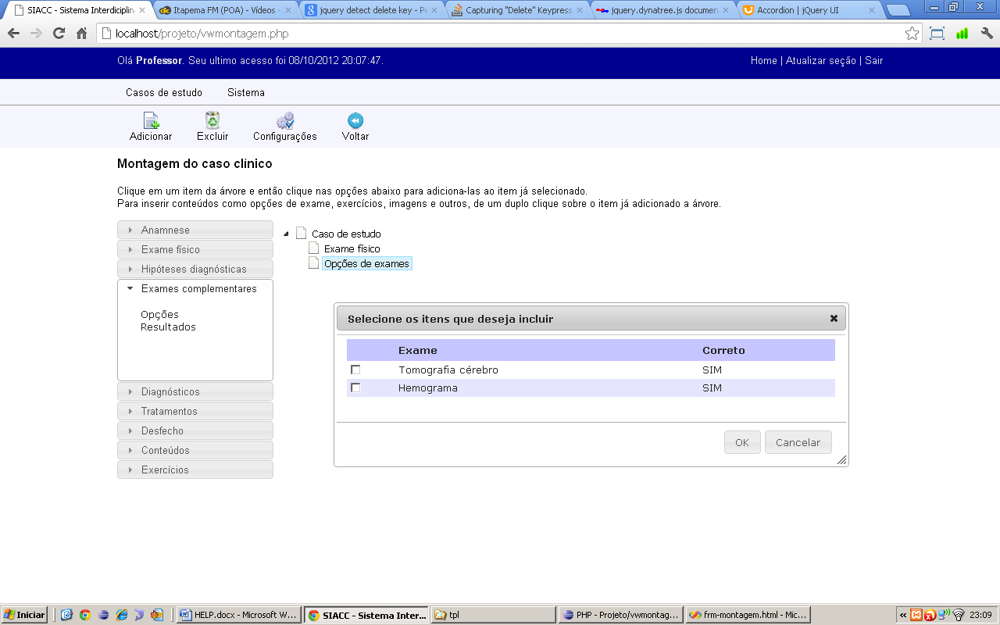 SIACC - Sistema Interdiciplin
Itapema FM (POA) - Vídeos -
jquery detect delete key - Pe
Capturing "Delete" Keypress
jquery.dynatree.js documen
Accordion | jQuery UI
localhost/projeto/vwmontagem.php
Olá Professor. Seu ultimo acesso foi 08/10/2012 20:07:47.
Home | Atualizar seção | Sair
Casos de estudo
Sistema
Adicionar
Excluir
Configurações
Voltar
Montagem do caso clínico
Clique em um item da árvore e então clique nas opções abaixo para adiciona-las ao item já selecionado.
Para inserir conteúdos como opções de exame, exercícios, imagens e outros, de um duplo clique sobre o item já adicionado a árvore.
Anamnese
Exame físico
Hipóteses diagnósticas
Exames complementares
Opções
Resultados
Diagnósticos
Tratamentos
Desfecho
Conteúdos
Exercícios
Caso de estudo
Exame físico
Opções de exames
Selecione os itens que deseja incluir
Exame Correto
Tomografia cérebro SIM
Hemograma SIM
OK
Cancelar
Iniciar
HELP.docx - Microsoft W...
SIACC - Sistema Inter...
tpl
PHP - Projeto/vwmontag...
frm-montagem.html - Mic...
«
23:09